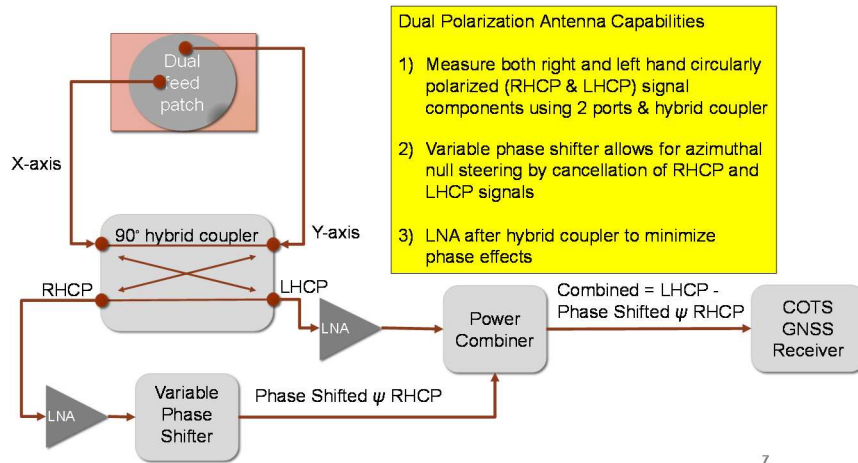 Dual
feed
patch
X-axis
Y-axis
90° hybrid coupler
RHCP
LHCP
LNA
LNA
Variable
Phase
Shifter
Phase Shifted ψ RHCP
Power
Combiner
Combined = LHCP -
Phase Shifted ψ RHCP
COTS
GNSS
Receiver
Dual Polarization Antenna Capabilities
1) Measure both right and left hand circularly
polarized (RHCP & LHCP) signal
components using 2 ports & hybrid coupler
2) Variable phase shifter allows for azimuthal
null steering by cancellation of RHCP and
LHCP signals
3) LNA after hybrid coupler to minimize
phase effects
7